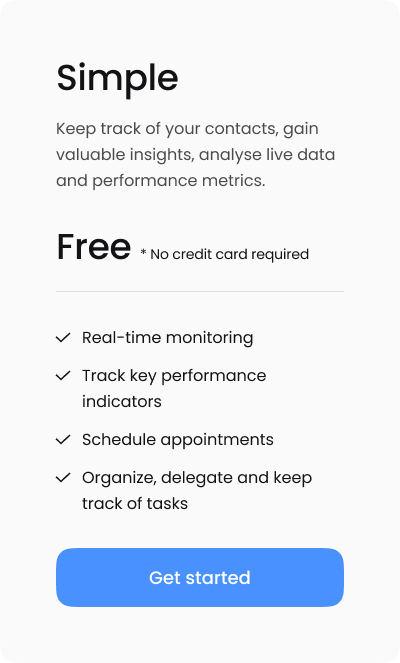 Simple
Keep track of your contacts, gain
valuable insights, analyse live data
and performance metrics.
Free * No credit card required
Real-time monitoring
Track key performance
indicators
Schedule appointments
Organize, delegate and keep
track of tasks
Get started